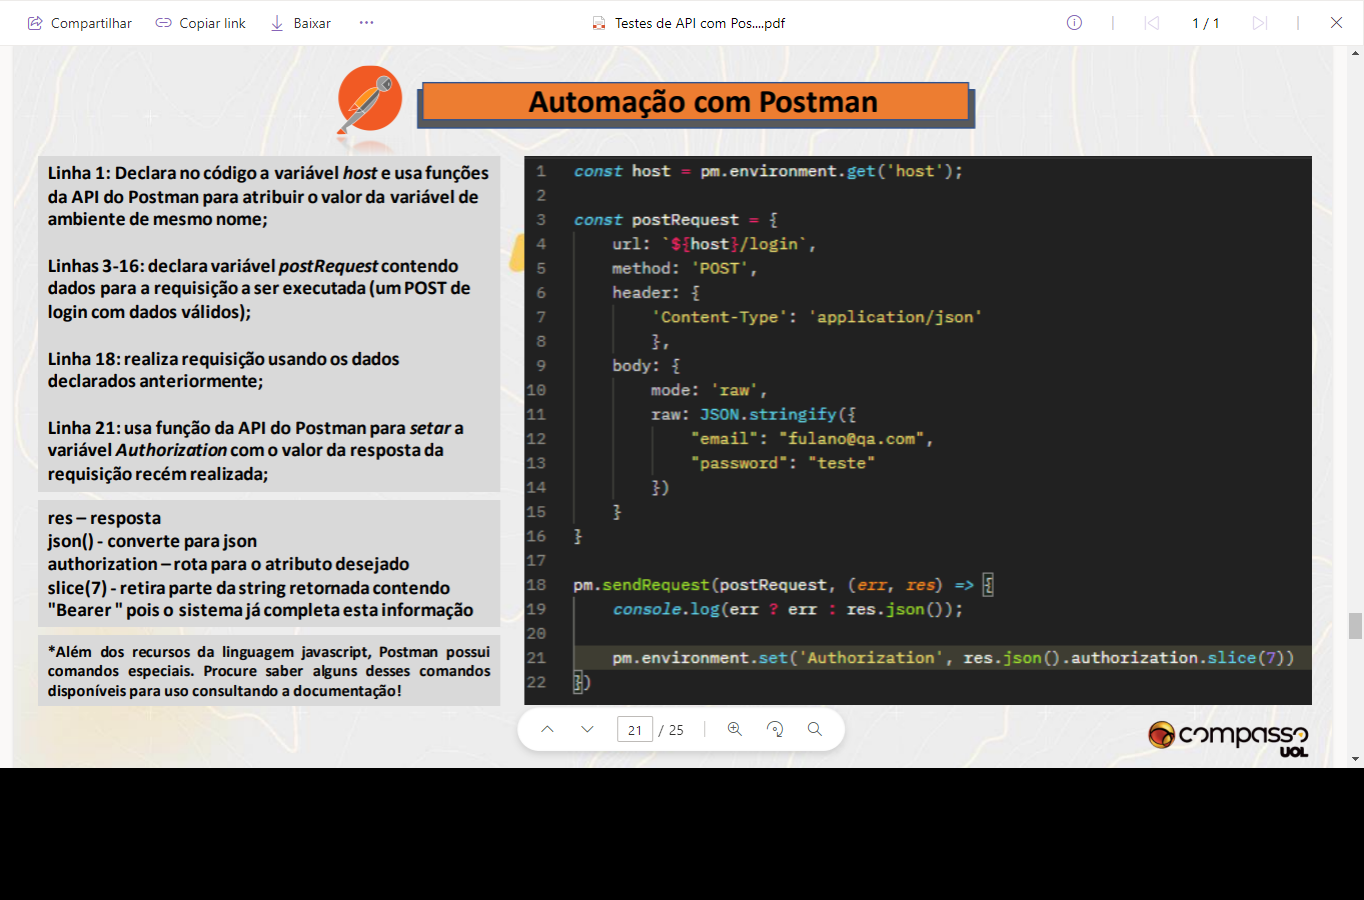 Compartilhar
Copiar link
Baixar
Testes de API com Pos....pdf
1 / 1
Automação com Postman
Linha 1: Declara no código a variável host e usa funções
da API do Postman para atribuir o valor da variável de
ambiente de mesmo nome;
Linhas 3-16: declara variável postRequest contendo
dados para a requisição a ser executada (um POST de
login com dados válidos);
Linha 18: realiza requisição usando os dados
declarados anteriormente;
Linha 21: usa função da API do Postman para setar a
variável Authorization com o valor da resposta da
requisição recém realizada;
res – resposta
json() - converte para json
authorization – rota para o atributo desejado
slice(7) - retira parte da string retornada contendo
"Bearer " pois o sistema já completa esta informação
*Além dos recursos da linguagem javascript, Postman possui
comandos especiais. Procure saber alguns desses comandos
disponíveis para uso consultando a documentação!
1 const host = pm.environment.get('host');
2
3 const postRequest = {
4 url: `${host}/login`,
5 method: 'POST',
6 header: {
7 'Content-Type': 'application/json'
8 },
9 body: {
10 mode: 'raw',
11 raw: JSON.stringify({
12 "email": "fulano@qa.com",
13 "password": "teste"
14 })
15 }
16 }
17
18 pm.sendRequest(postRequest, (err, res) => {
19 console.log(err ? err : res.json());
20
21 pm.environment.set('Authorization', res.json().authorization.slice(7))
22 })
21 / 25
compasso
UOL